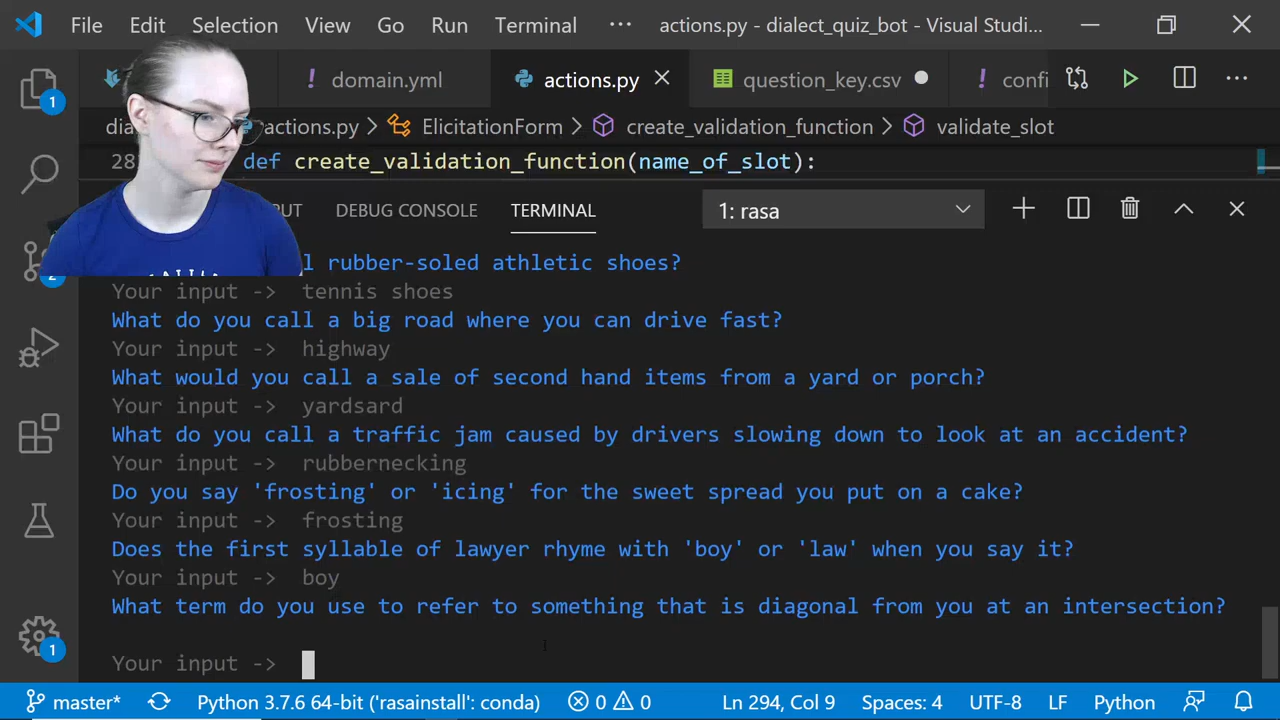 File Edit Selection View Go Run Terminal ··· actions.py - dialect_quiz_bot - Visual Studi...
! domain.yml actions.py question_key.csv ! confi
actions.py > ElicitationForm > create_validation_function > validate_slot
28 def create_validation_function(name_of_slot):
DEBUG CONSOLE TERMINAL 1: rasa
rubber-soled athletic shoes?
Your input -> tennis shoes
What do you call a big road where you can drive fast?
Your input -> highway
What would you call a sale of second hand items from a yard or porch?
Your input -> yardsard
What do you call a traffic jam caused by drivers slowing down to look at an accident?
Your input -> rubbernecking
Do you say 'frosting' or 'icing' for the sweet spread you put on a cake?
Your input -> frosting
Does the first syllable of lawyer rhyme with 'boy' or 'law' when you say it?
Your input -> boy
What term do you use to refer to something that is diagonal from you at an intersection?
Your input ->
1
2
1
master* Python 3.7.6 64-bit ('rasainstall': conda) 0 0 Ln 294, Col 9 Spaces: 4 UTF-8 LF Python